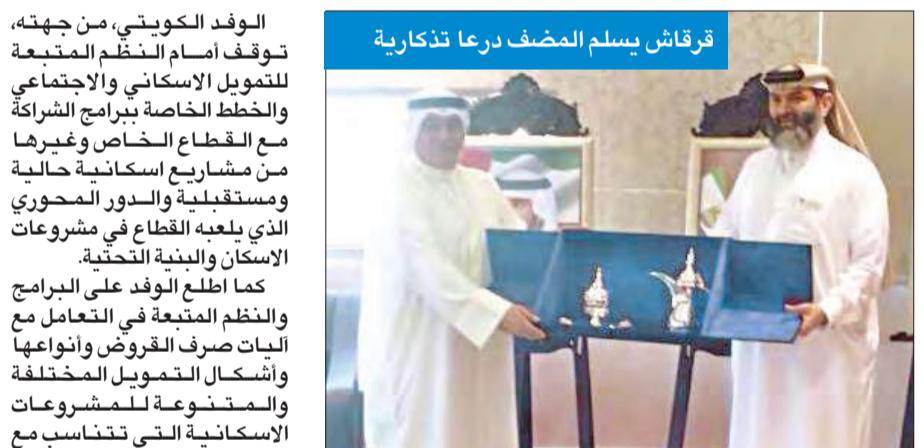 قرقاش يسلم المضف درعا تذكارية
الوفد الكويتي، من جهته،
توقف أمام النظم المتبعة
للتمويل الاسكاني والاجتماعي
والخطط الخاصة ببرامج الشراكة
مع القطاع الخاص وغيرها
من مشاريع اسكانية حالية
ومستقبلية والدور المحوري
الذي يلعبه القطاع في مشروعات
الاسكان والبنية التحتية.
كما اطلع الوفد على البرامج
والنظم المتبعة في التعامل مع
آليات صرف القروض وأنواعها
وأشكال التمويل المختلفة
والمتنوعة للمشروعات
الاسكانية التي تتناسب مع